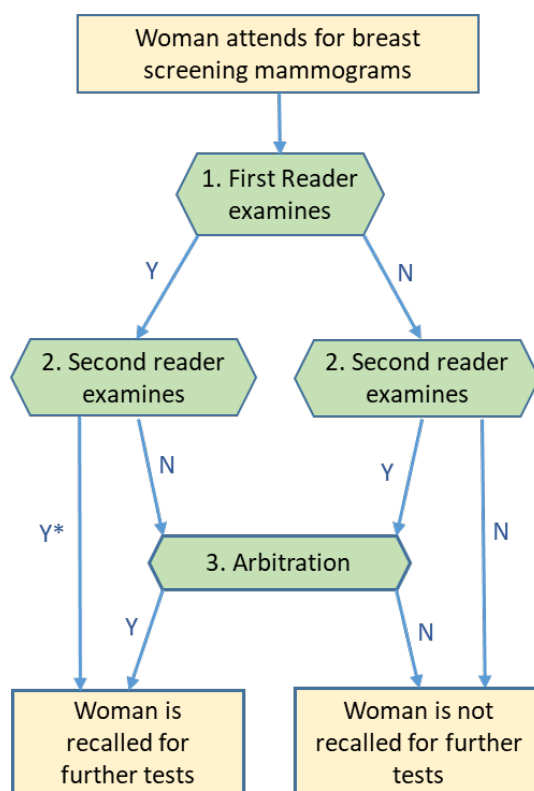 Woman attends for breast
screening mammograms
1. First Reader
examines
Y
N
2. Second reader
examines
2. Second reader
examines
N
Y
Y*
N
3. Arbitration
Y
N
Woman is
recalled for
further tests
Woman is not
recalled for further
tests